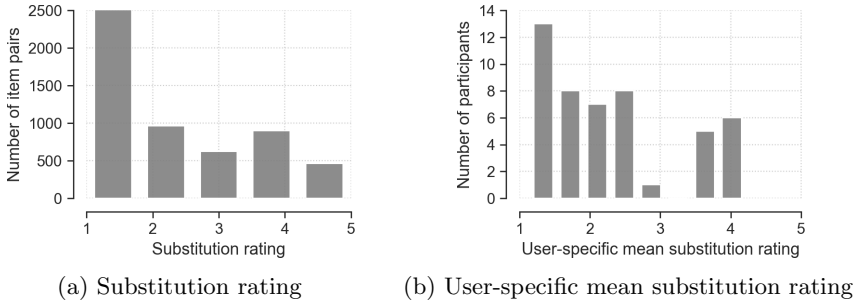 2500
2000
1500
1000
500
0
Number of item pairs
1 2 3 4 5
Substitution rating
(a) Substitution rating
14
12
10
8
6
4
2
0
Number of participants
1 2 3 4 5
User-specific mean substitution rating
(b) User-specific mean substitution rating